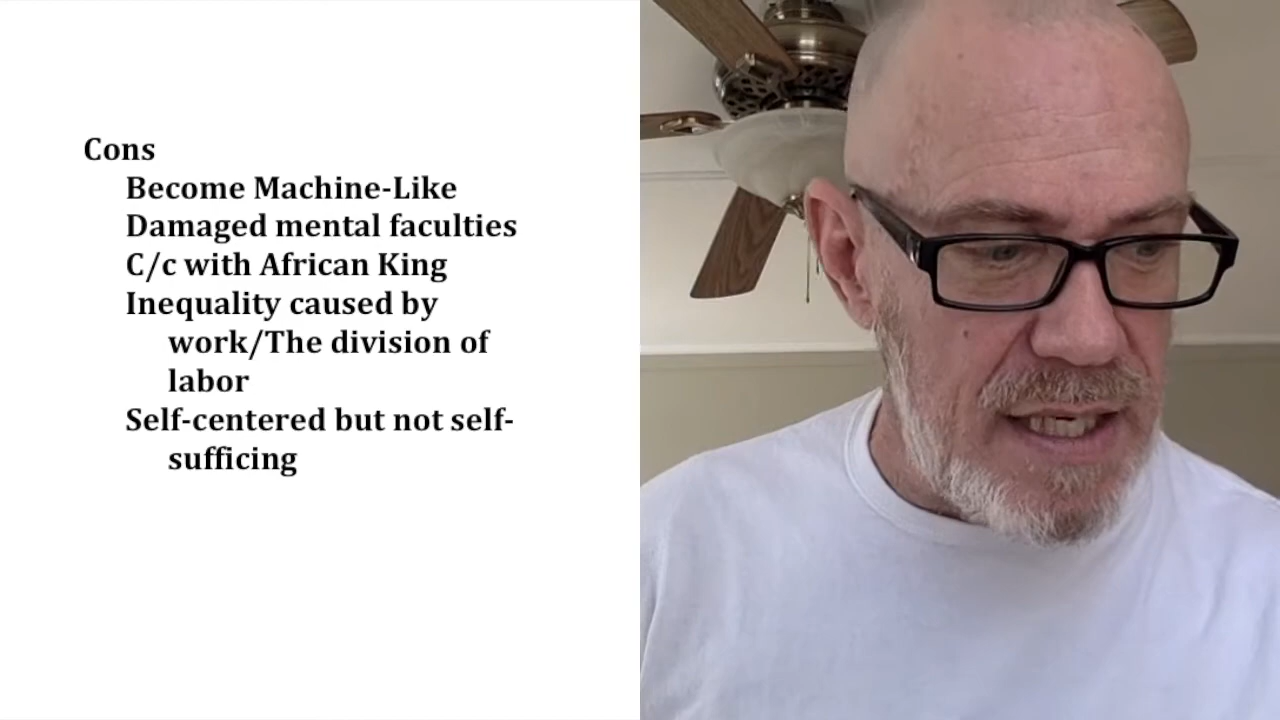 Cons
Become Machine-Like
Damaged mental faculties
C/c with African King
Inequality caused by
work/The division of
labor
Self-centered but not self-
sufficing